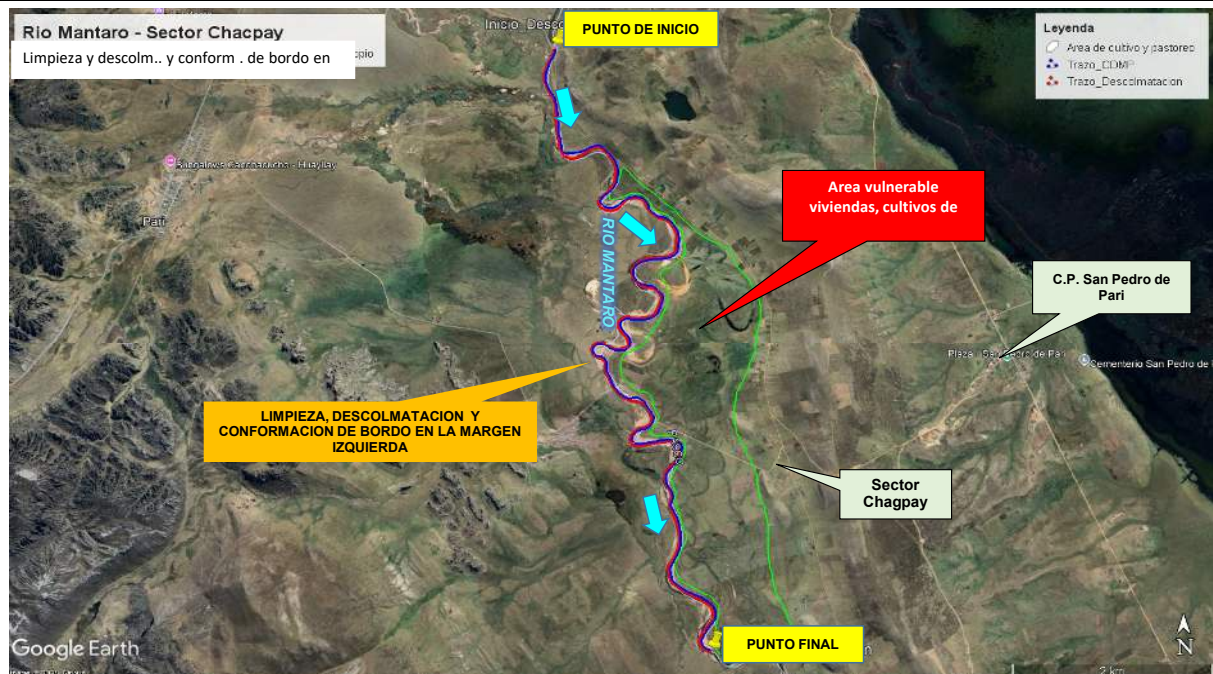 Rio Mantaro - Sector Chacpay
Limpieza y descolm.. y conform . de bordo en
Inicio_Desco
PUNTO DE INICIO
Leyenda
Area de cultivo y pastoreo
Trazo_CDMP
Trazo_Descolmatacion
Area vulnerable
viviendas, cultivos de
Pari
RIO MANTARO
C.P. San Pedro de
Pari
Plaza San Pedro de Pari
Cementerio San Pedro de
LIMPIEZA, DESCOLMATACION Y
CONFORMACION DE BORDO EN LA MARGEN
IZQUIERDA
Sector
Chagpay
PUNTO FINAL
Google Earth
N
2 km